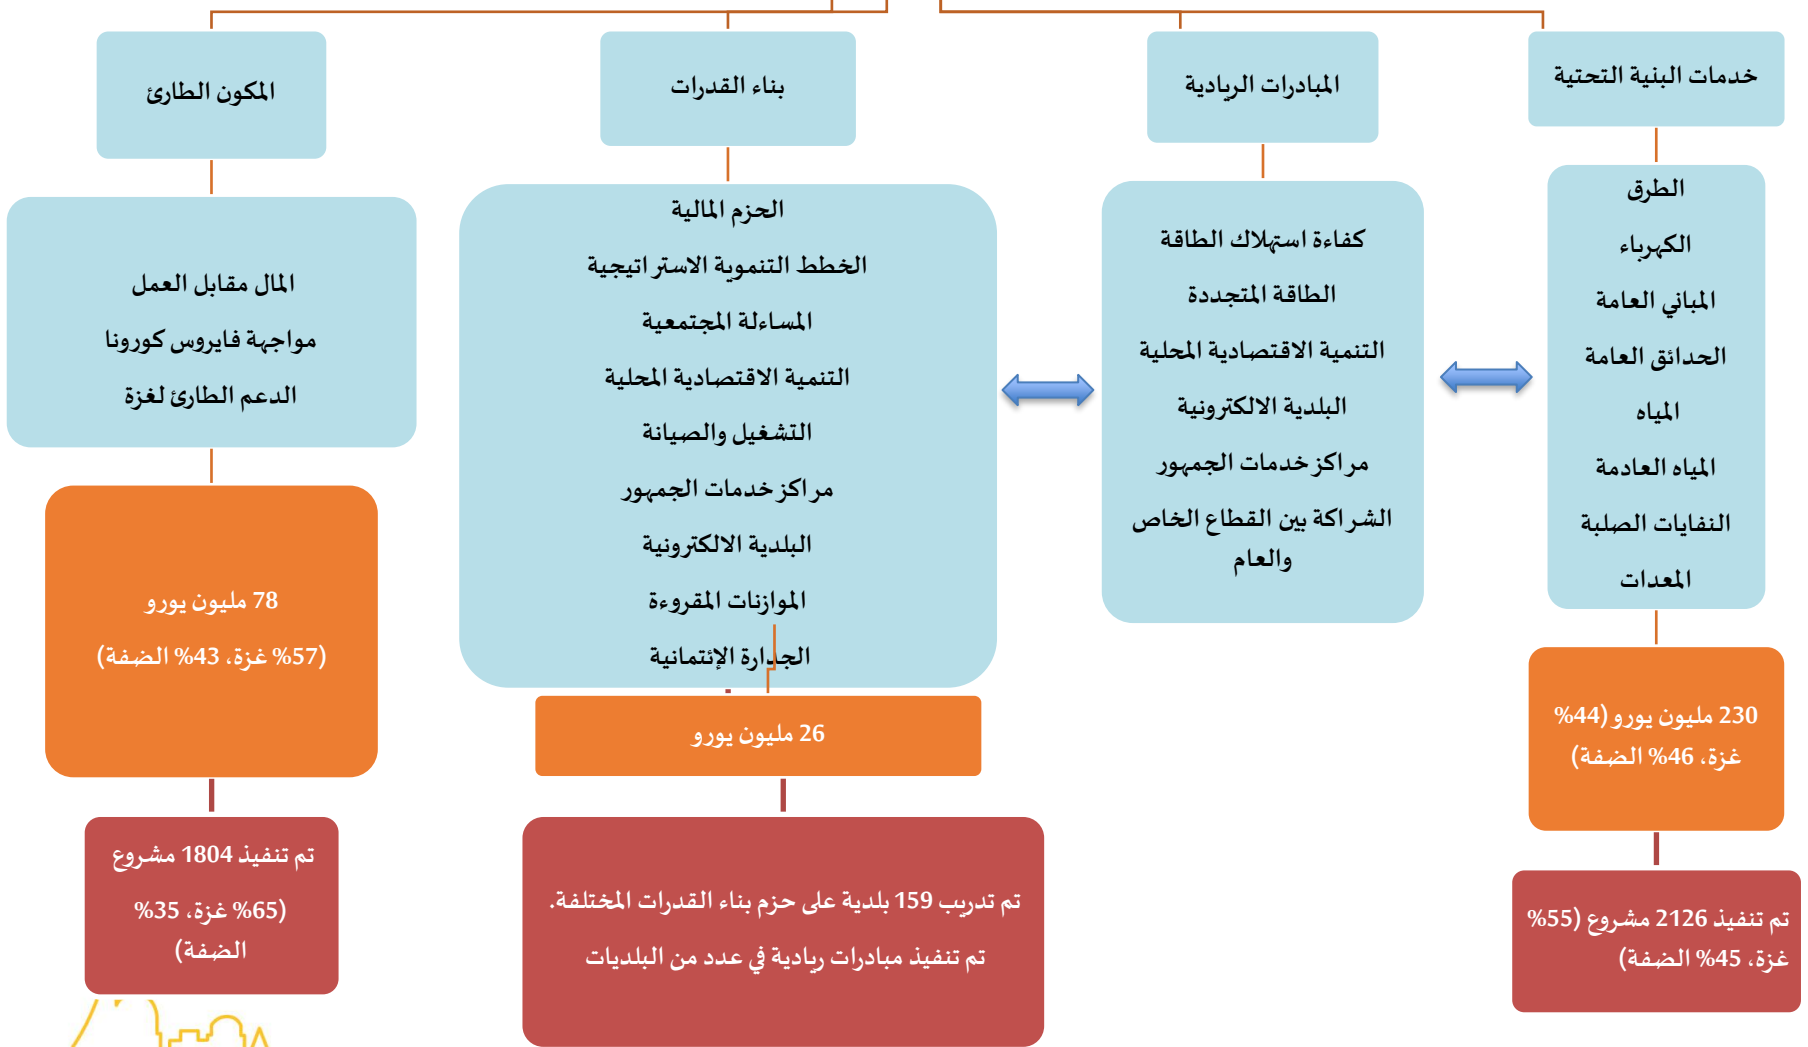 خدمات البنية التحتية
الطرق
الكهرباء
المباني العامة
الحدائق العامة
المياه
المياه العادمة
النفايات الصلبة
المعدات
230 مليون يورو (44%
غزة، 46% الضفة)
تم تنفيذ 2126 مشروع (55%
غزة، 45% الضفة)
المبادرات الريادية
كفاءة استهلاك الطاقة
الطاقة المتجددة
التنمية الاقتصادية المحلية
البلدية الالكترونية
مراكز خدمات الجمهور
الشراكة بين القطاع الخاص
والعام
بناء القدرات
الحزم المالية
الخطط التنموية الاستراتيجية
المساءلة المجتمعية
التنمية الاقتصادية المحلية
التشغيل والصيانة
مراكز خدمات الجمهور
البلدية الالكترونية
الموازنات المقروءة
الجدارة الإئتمانية
26 مليون يورو
تم تدريب 159 بلدية على حزم بناء القدرات المختلفة.
تم تنفيذ مبادرات ريادية في عدد من البلديات
المكون الطارئ
المال مقابل العمل
مواجهة فايروس كورونا
الدعم الطارئ لغزة
78 مليون يورو
(57% غزة، 43% الضفة)
تم تنفيذ 1804 مشروع
(65% غزة، 35%
الضفة)